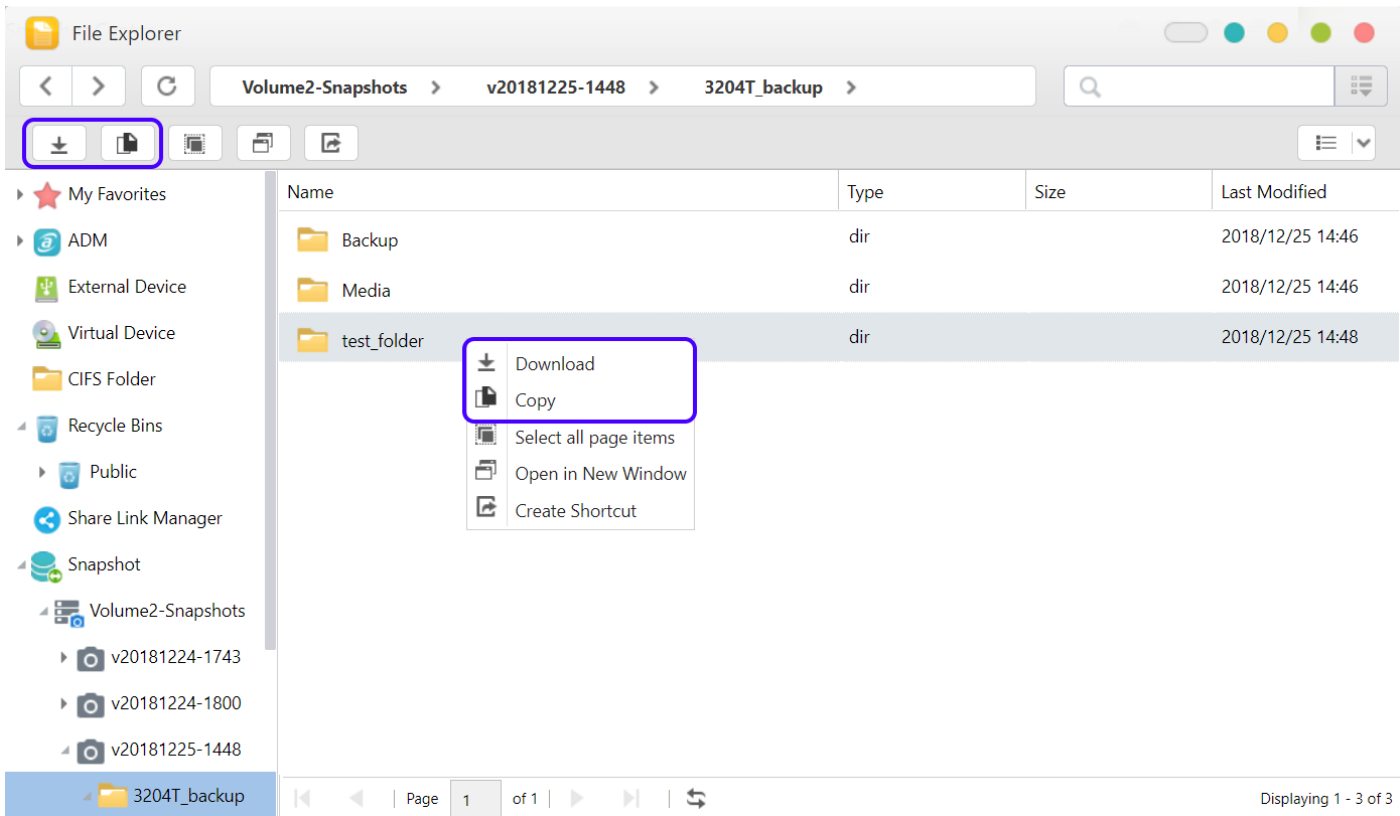 File Explorer
Volume2-Snapshots > v20181225-1448 > 3204T_backup >
My Favorites
ADM
External Device
Virtual Device
CIFS Folder
Recycle Bins
Public
Share Link Manager
Snapshot
Volume2-Snapshots
v20181224-1743
v20181224-1800
v20181225-1448
3204T_backup
Name Type Size Last Modified
Backup dir 2018/12/25 14:46
Media dir 2018/12/25 14:46
test_folder dir 2018/12/25 14:48
Download
Copy
Select all page items
Open in New Window
Create Shortcut
Page 1 of 1
Displaying 1 - 3 of 3